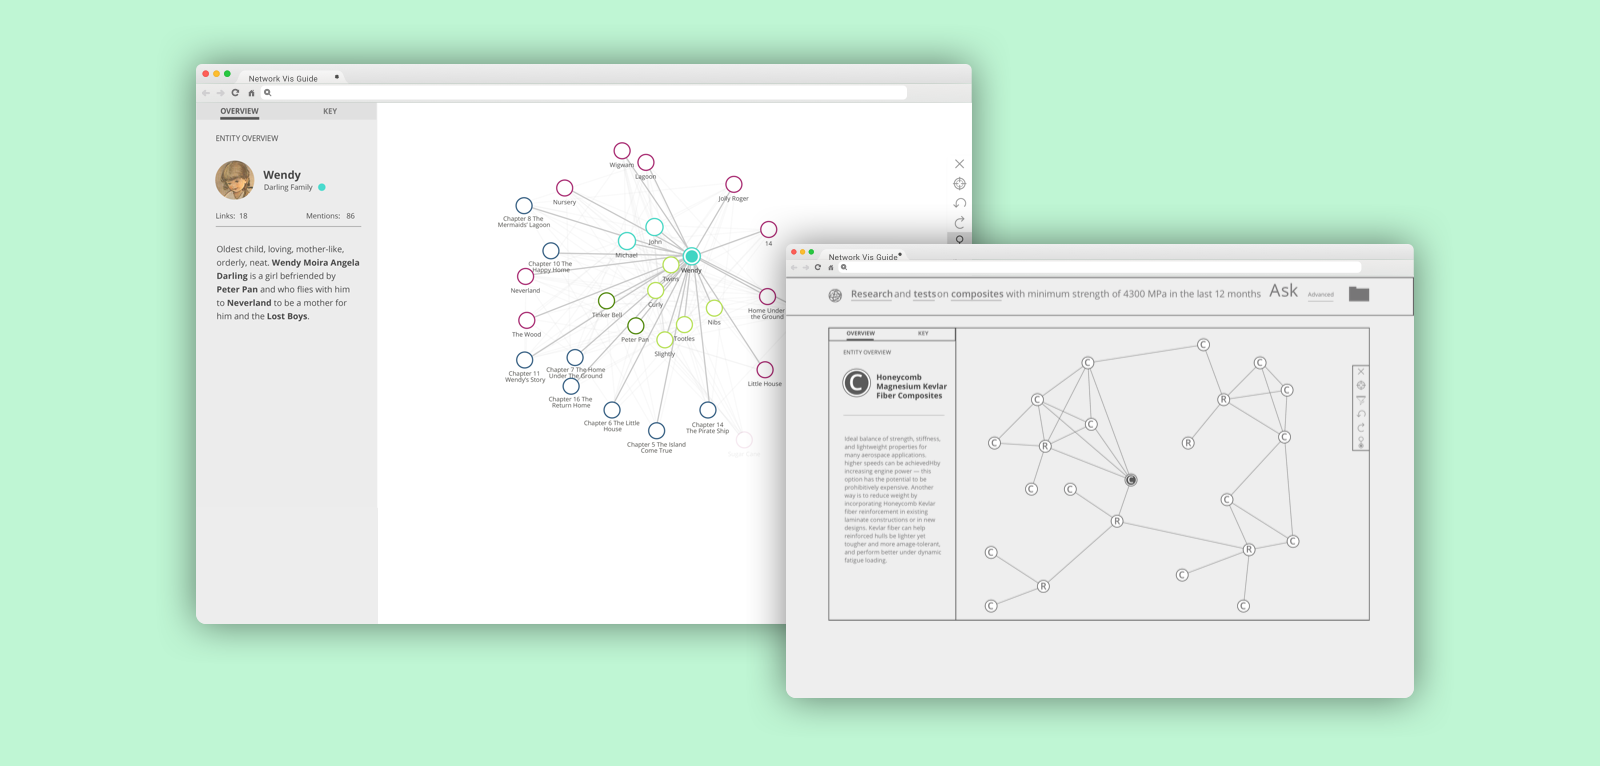 Network Vis Guide
OVERVIEW KEY
ENTITY OVERVIEW
Wendy
Darling Family
Links: 18 Mentions: 86
Oldest child, loving, mother-like,
orderly, neat. Wendy Moira Angela
Darling is a girl befriended by
Peter Pan and who flies with him
to Neverland to be a mother for
him and the Lost Boys.
Wigwam
Lagoon
Jolly Roger
Nursery
Chapter 8 The
Mermaids' Lagoon
14
John
Michael
Chapter 10 The
Happy Home
Wendy
Twins
Neverland
Curly
Home Under
the Ground
Tinker Bell
Nibs
The Wood
Peter Pan
Tootles
Slightly
Chapter 11
Wendy's Story
Chapter 7 The Home
Under The Ground
Little House
Chapter 16 The
Return Home
Chapter 6 The Little
House
Chapter 14
The Pirate Ship
Chapter 5 The Island
Come True
Network Vis Guide
Research and tests on composites with minimum strength of 4300 MPa in the last 12 months Ask Advanced
OVERVIEW KEY
ENTITY OVERVIEW
C
Honeycomb
Magnesium Kevlar
Fiber Composites
Ideal balance of strength, stiffness,
and lightweight properties for
many aerospace applications.
higher speeds can be achievedHby
increasing engine power — this
option has the potential to be
prohibitively expensive. Another
way is to reduce weight by
incorporating Honeycomb Kevlar
fiber reinforcement in existing
laminate constructions or in new
designs. Kevlar fiber can help
reinforced hulls be lighter yet
tougher and more amage-tolerant,
and perform better under dynamic
fatigue loading.
C
C
C
C
C R
C
C R R C
C
C C C
R
C
R
C
C
R
C C